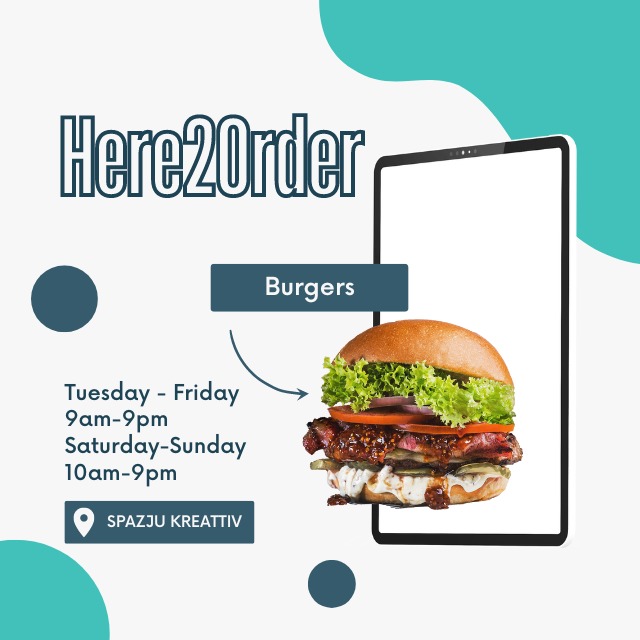 Here2Order
Burgers
Tuesday - Friday
9am-9pm
Saturday-Sunday
10am-9pm
SPAZJU KREATTIV